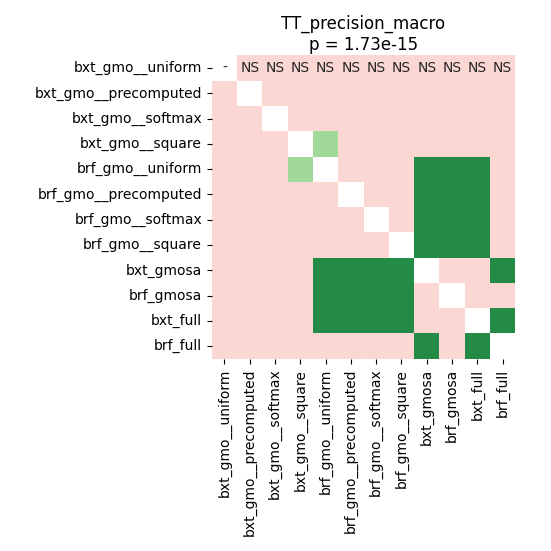 TT_precision_macro
p = 1.73e-15
bxt_gmo__uniform - NS NS NS NS NS NS NS NS NS NS NS
bxt_gmo__precomputed
bxt_gmo__softmax
bxt_gmo__square
brf_gmo__uniform
brf_gmo__precomputed
brf_gmo__softmax
brf_gmo__square
bxt_gmosa
brf_gmosa
bxt_full
brf_full
bxt_gmo__uniform
bxt_gmo__precomputed
bxt_gmo__softmax
bxt_gmo__square
brf_gmo__uniform
brf_gmo__precomputed
brf_gmo__softmax
brf_gmo__square
bxt_gmosa
brf_gmosa
bxt_full
brf_full